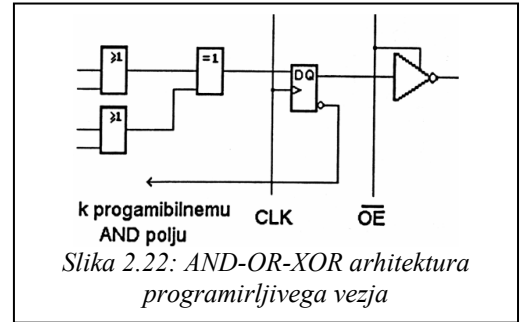 ≥1
=1
≥1
DQ
k progamibilnemu
AND polju
CLK
OE
Slika 2.22: AND-OR-XOR arhitektura
programirljivega vezja